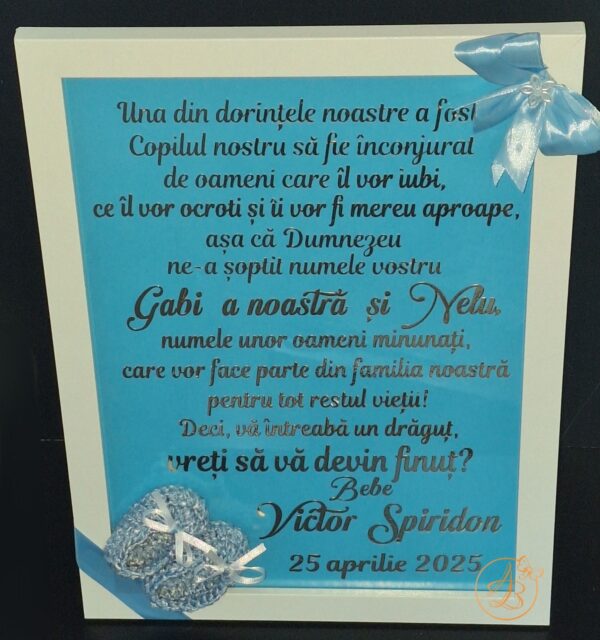 Una din dorințele noastre a fost
Copilul nostru să fie înconjurat
de oameni care îl vor iubi,
ce îl vor ocroti și îi vor fi mereu aproape,
așa că Dumnezeu
ne-a șoptit numele vostru
Gabi a noastră și Nelu,
numele unor oameni minunați,
care vor face parte din familia noastră
pentru tot restul vieții!
Deci, vă întreabă un drăguț,
vreți să vă devin finuț?
Bebe
Victor Spiridon
25 aprilie 2025